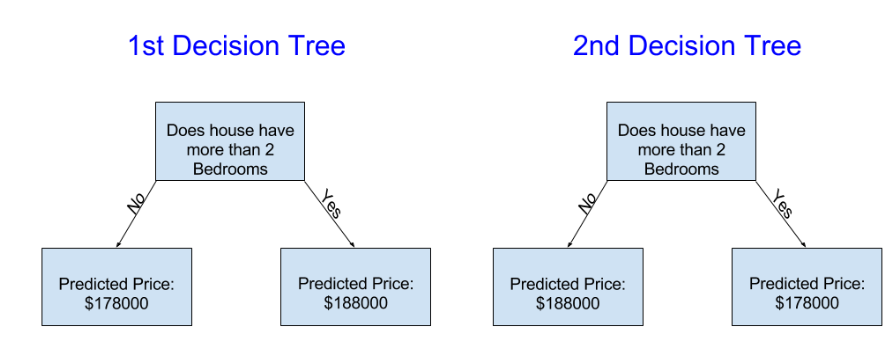 1st Decision Tree
Does house have
more than 2
Bedrooms
No
Yes
Predicted Price:
$178000
Predicted Price:
$188000
2nd Decision Tree
Does house have
more than 2
Bedrooms
No
Yes
Predicted Price:
$188000
Predicted Price:
$178000